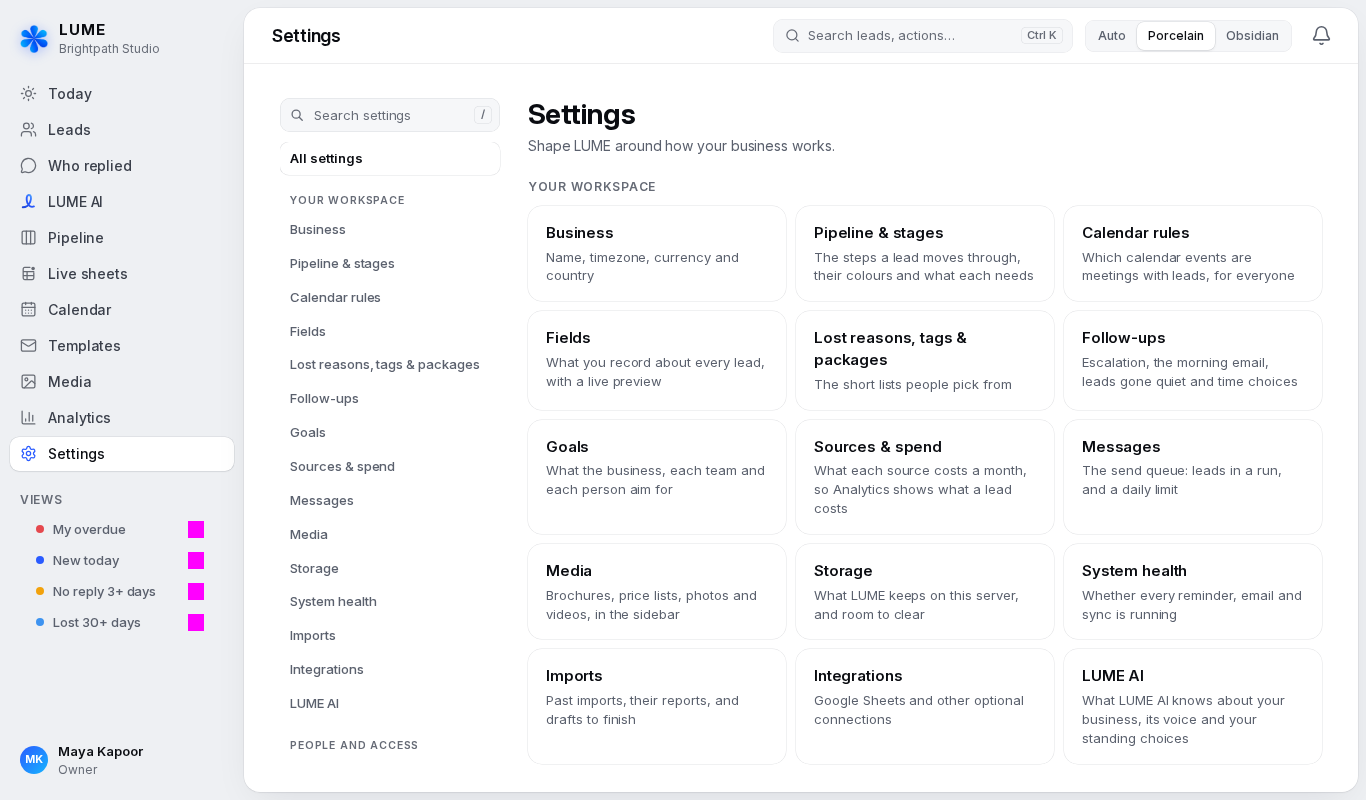 LUME
Brightpath Studio
Today
Leads
Who replied
LUME AI
Pipeline
Live sheets
Calendar
Templates
Media
Analytics
Settings
VIEWS
My overdue
New today
No reply 3+ days
Lost 30+ days
MK
Maya Kapoor
Owner
Settings
Search leads, actions…
Ctrl K
Auto
Porcelain
Obsidian
Search settings
/
All settings
YOUR WORKSPACE
Business
Pipeline & stages
Calendar rules
Fields
Lost reasons, tags & packages
Follow-ups
Goals
Sources & spend
Messages
Media
Storage
System health
Imports
Integrations
LUME AI
PEOPLE AND ACCESS
Settings
Shape LUME around how your business works.
YOUR WORKSPACE
Business
Name, timezone, currency and
country
Pipeline & stages
The steps a lead moves through,
their colours and what each needs
Calendar rules
Which calendar events are
meetings with leads, for everyone
Fields
What you record about every lead,
with a live preview
Lost reasons, tags &
packages
The short lists people pick from
Follow-ups
Escalation, the morning email,
leads gone quiet and time choices
Goals
What the business, each team and
each person aim for
Sources & spend
What each source costs a month,
so Analytics shows what a lead
costs
Messages
The send queue: leads in a run,
and a daily limit
Media
Brochures, price lists, photos and
videos, in the sidebar
Storage
What LUME keeps on this server,
and room to clear
System health
Whether every reminder, email and
sync is running
Imports
Past imports, their reports, and
drafts to finish
Integrations
Google Sheets and other optional
connections
LUME AI
What LUME AI knows about your
business, its voice and your
standing choices